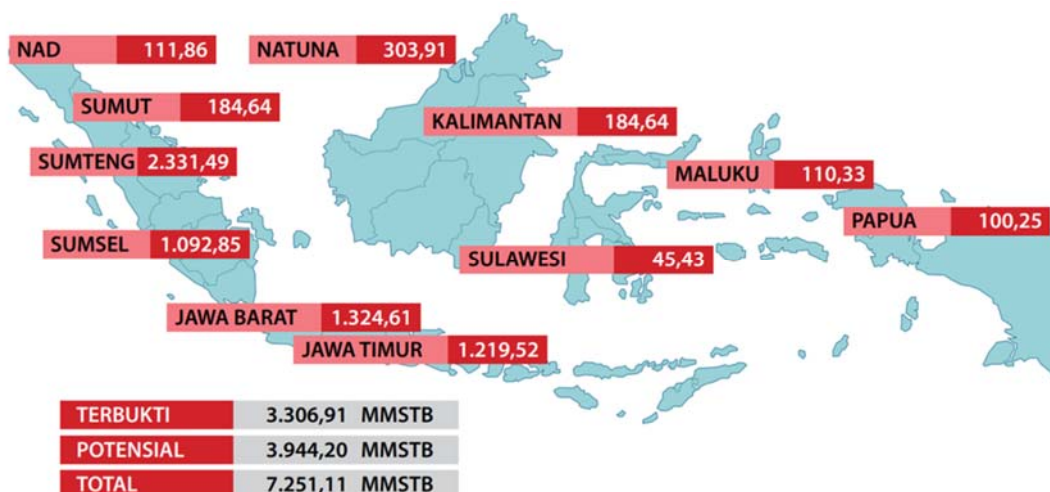 NAD 111,86
NATUNA 303,91
SUMUT 184,64
KALIMANTAN 184,64
SUMTENG 2.331,49
MALUKU 110,33
PAPUA 100,25
SUMSEL 1.092,85
SULAWESI 45,43
JAWA BARAT 1.324,61
JAWA TIMUR 1.219,52
TERBUKTI 3.306,91 MMSTB
POTENSIAL 3.944,20 MMSTB
TOTAL 7.251,11 MMSTB